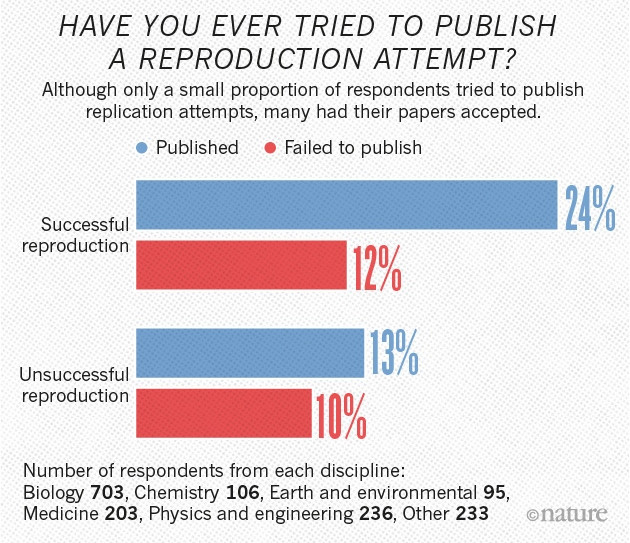 HAVE YOU EVER TRIED TO PUBLISH
A REPRODUCTION ATTEMPT?
Although only a small proportion of respondents tried to publish
replication attempts, many had their papers accepted.
Published Failed to publish
Successful
reproduction
24%
12%
Unsuccessful
reproduction
13%
10%
Number of respondents from each discipline:
Biology 703, Chemistry 106, Earth and environmental 95,
Medicine 203, Physics and engineering 236, Other 233
©nature